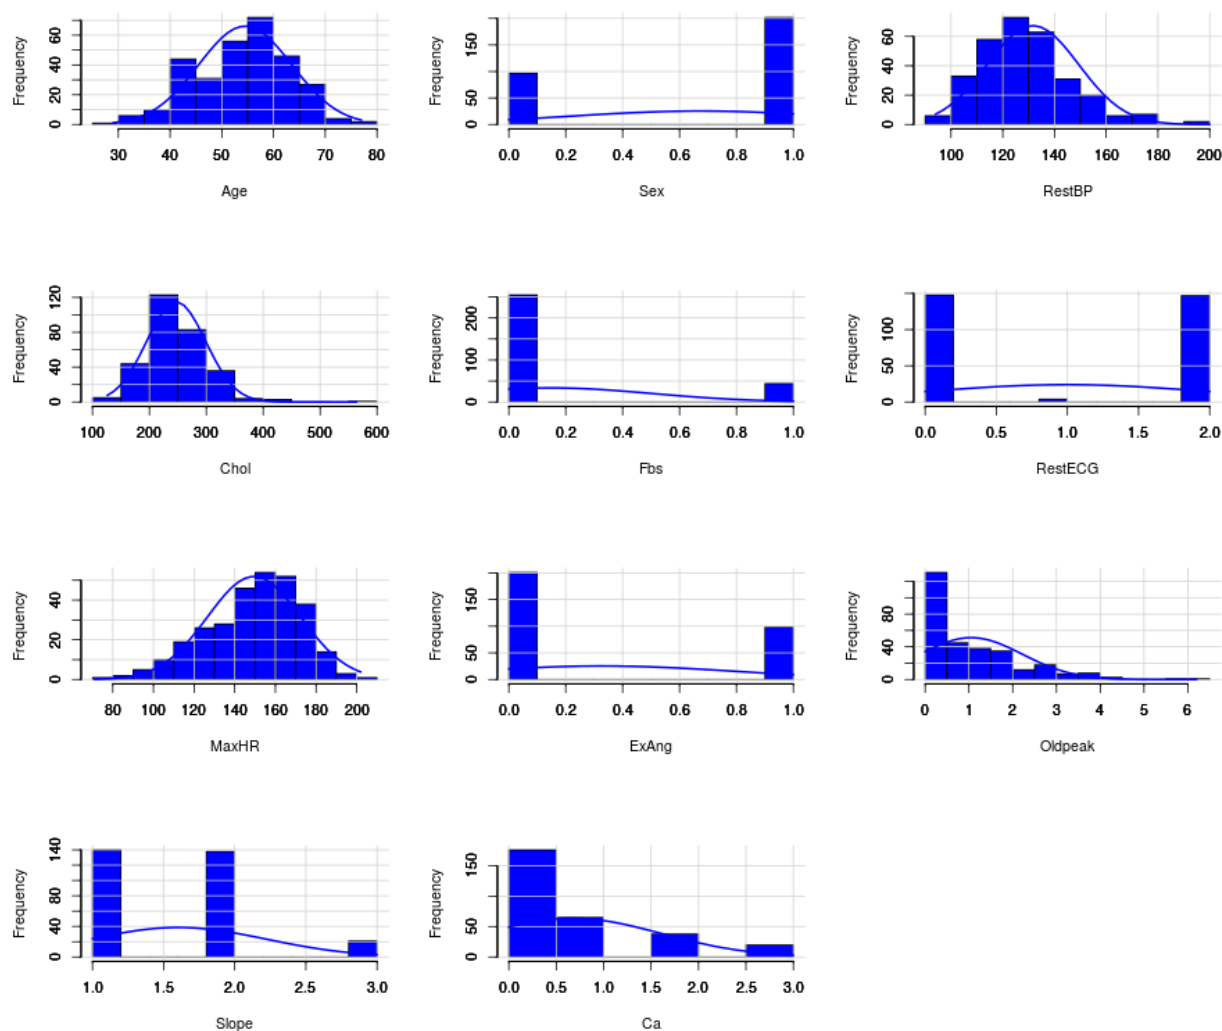 Frequency
0 20 40 60
30 40 50 60 70 80
Age
Frequency
0 50 150
0.0 0.2 0.4 0.6 0.8 1.0
Sex
Frequency
0 20 40 60
100 120 140 160 180 200
RestBP
Frequency
0 40 80 120
100 200 300 400 500 600
Chol
Frequency
0 50 100 200
0.0 0.2 0.4 0.6 0.8 1.0
Fbs
Frequency
0 50 100
0.0 0.5 1.0 1.5 2.0
RestECG
Frequency
0 20 40
80 100 120 140 160 180 200
MaxHR
Frequency
0 50 150
0.0 0.2 0.4 0.6 0.8 1.0
ExAng
Frequency
0 40 80
0 1 2 3 4 5 6
Oldpeak
Frequency
0 40 80 140
1.0 1.5 2.0 2.5 3.0
Slope
Frequency
0 50 150
0.0 0.5 1.0 1.5 2.0 2.5 3.0
Ca